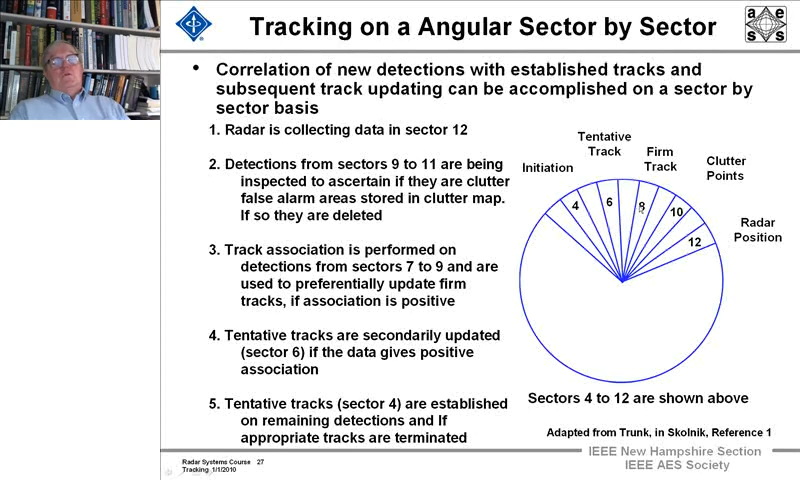 Tracking on a Angular Sector by Sector
a e
s s
• Correlation of new detections with established tracks and
subsequent track updating can be accomplished on a sector by
sector basis
1. Radar is collecting data in sector 12
2. Detections from sectors 9 to 11 are being
inspected to ascertain if they are clutter
false alarm areas stored in clutter map.
If so they are deleted
3. Track association is performed on
detections from sectors 7 to 9 and are
used to preferentially update firm
tracks, if association is positive
4. Tentative tracks are secondarily updated
(sector 6) if the data gives positive
association
5. Tentative tracks (sector 4) are established
on remaining detections and If
appropriate tracks are terminated
Initiation
Tentative
Track
Firm
Track
Clutter
Points
Radar
Position
4
6
8
10
12
Sectors 4 to 12 are shown above
Adapted from Trunk, in Skolnik, Reference 1
Radar Systems Course 27
Tracking 1/1/2010
IEEE New Hampshire Section
IEEE AES Society